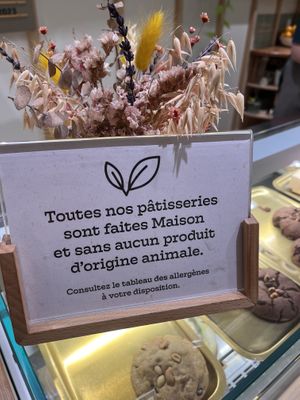 Toutes nos pâtisseries
sont faites Maison
et sans aucun produit
d'origine animale.
Consultez le tableau des allergènes
à votre disposition.